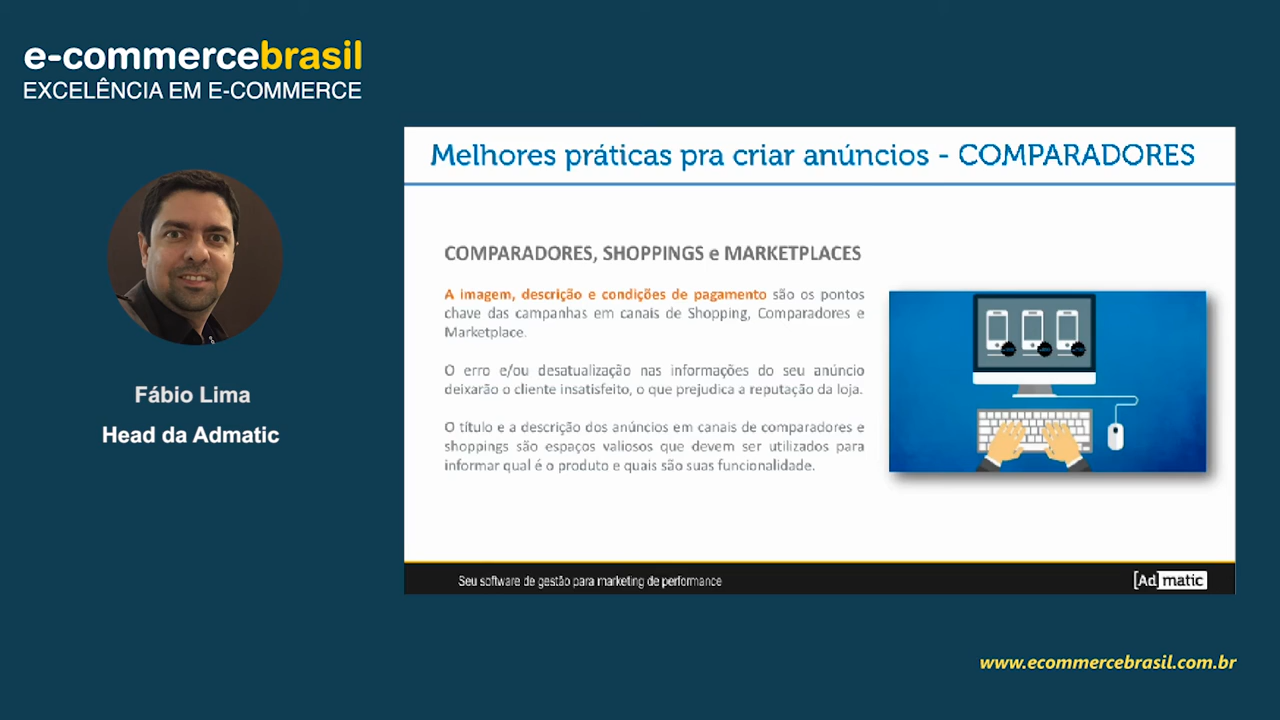 e-commercebrasil
EXCELÊNCIA EM E-COMMERCE
Fábio Lima
Head da Admatic
Melhores práticas pra criar anúncios - COMPARADORES
COMPARADORES, SHOPPINGS e MARKETPLACES
A imagem, descrição e condições de pagamento são os pontos
chave das campanhas em canais de Shopping, Comparadores e
Marketplace.
O erro e/ou desatualização nas informações do seu anúncio
deixarão o cliente insatisfeito, o que prejudica a reputação da loja.
O título e a descrição dos anúncios em canais de comparadores e
shoppings são espaços valiosos que devem ser utilizados para
informar qual é o produto e quais são suas funcionalidade.
Seu software de gestão para marketing de performance
[Ad]matic
www.ecommercebrasil.com.br